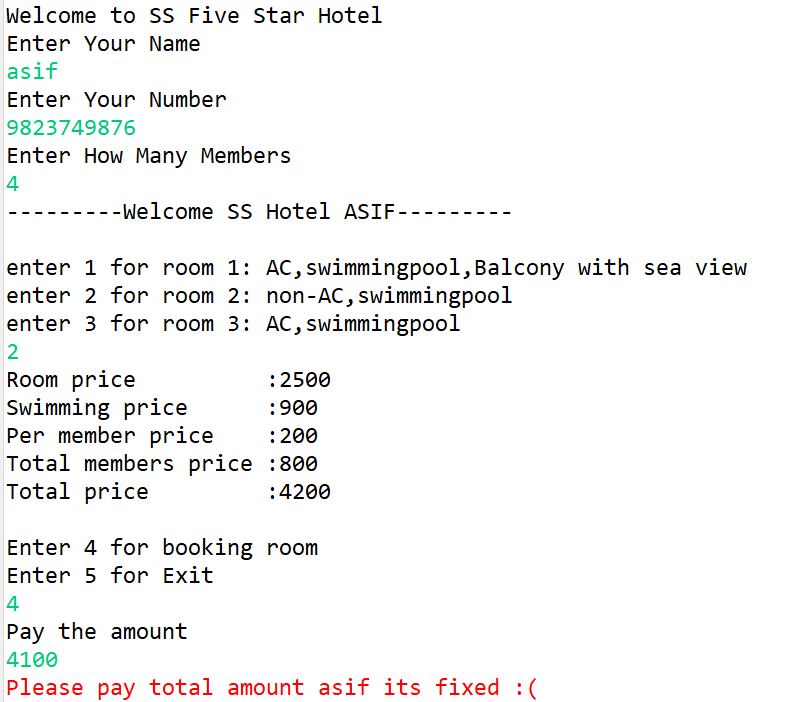 Welcome to SS Five Star Hotel
Enter Your Name
asif
Enter Your Number
9823749876
Enter How Many Members
4
---------Welcome SS Hotel ASIF---------
enter 1 for room 1: AC,swimmingpool,Balcony with sea view
enter 2 for room 2: non-AC,swimmingpool
enter 3 for room 3: AC,swimmingpool
2
Room price          :2500
Swimming price      :900
Per member price    :200
Total members price :800
Total price         :4200
Enter 4 for booking room
Enter 5 for Exit
4
Pay the amount
4100
Please pay total amount asif its fixed :(